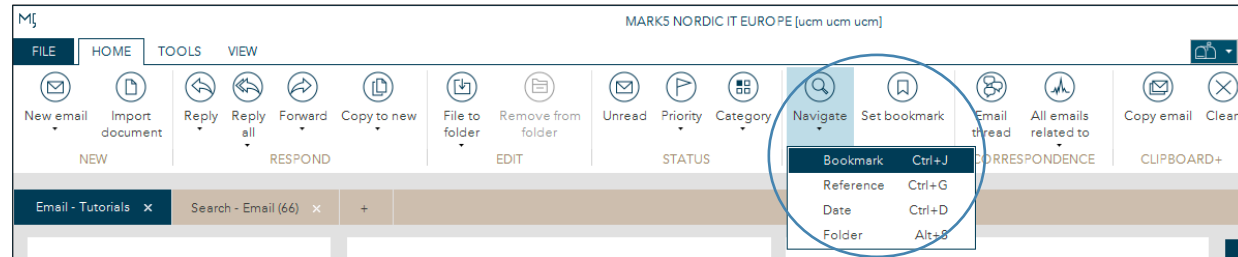 M5
MARK5 NORDIC IT EUROPE [ucm ucm ucm]
FILE HOME TOOLS VIEW
New email Import document Reply Reply all Forward Copy to new File to folder Remove from folder Unread Priority Category Navigate Set bookmark Email thread All emails related to Copy email Clear
NEW RESPOND EDIT STATUS CORRESPONDENCE CLIPBOARD+
Bookmark Ctrl+J
Reference Ctrl+G
Date Ctrl+D
Folder Alt+S
Email - Tutorials x Search - Email (66) x +